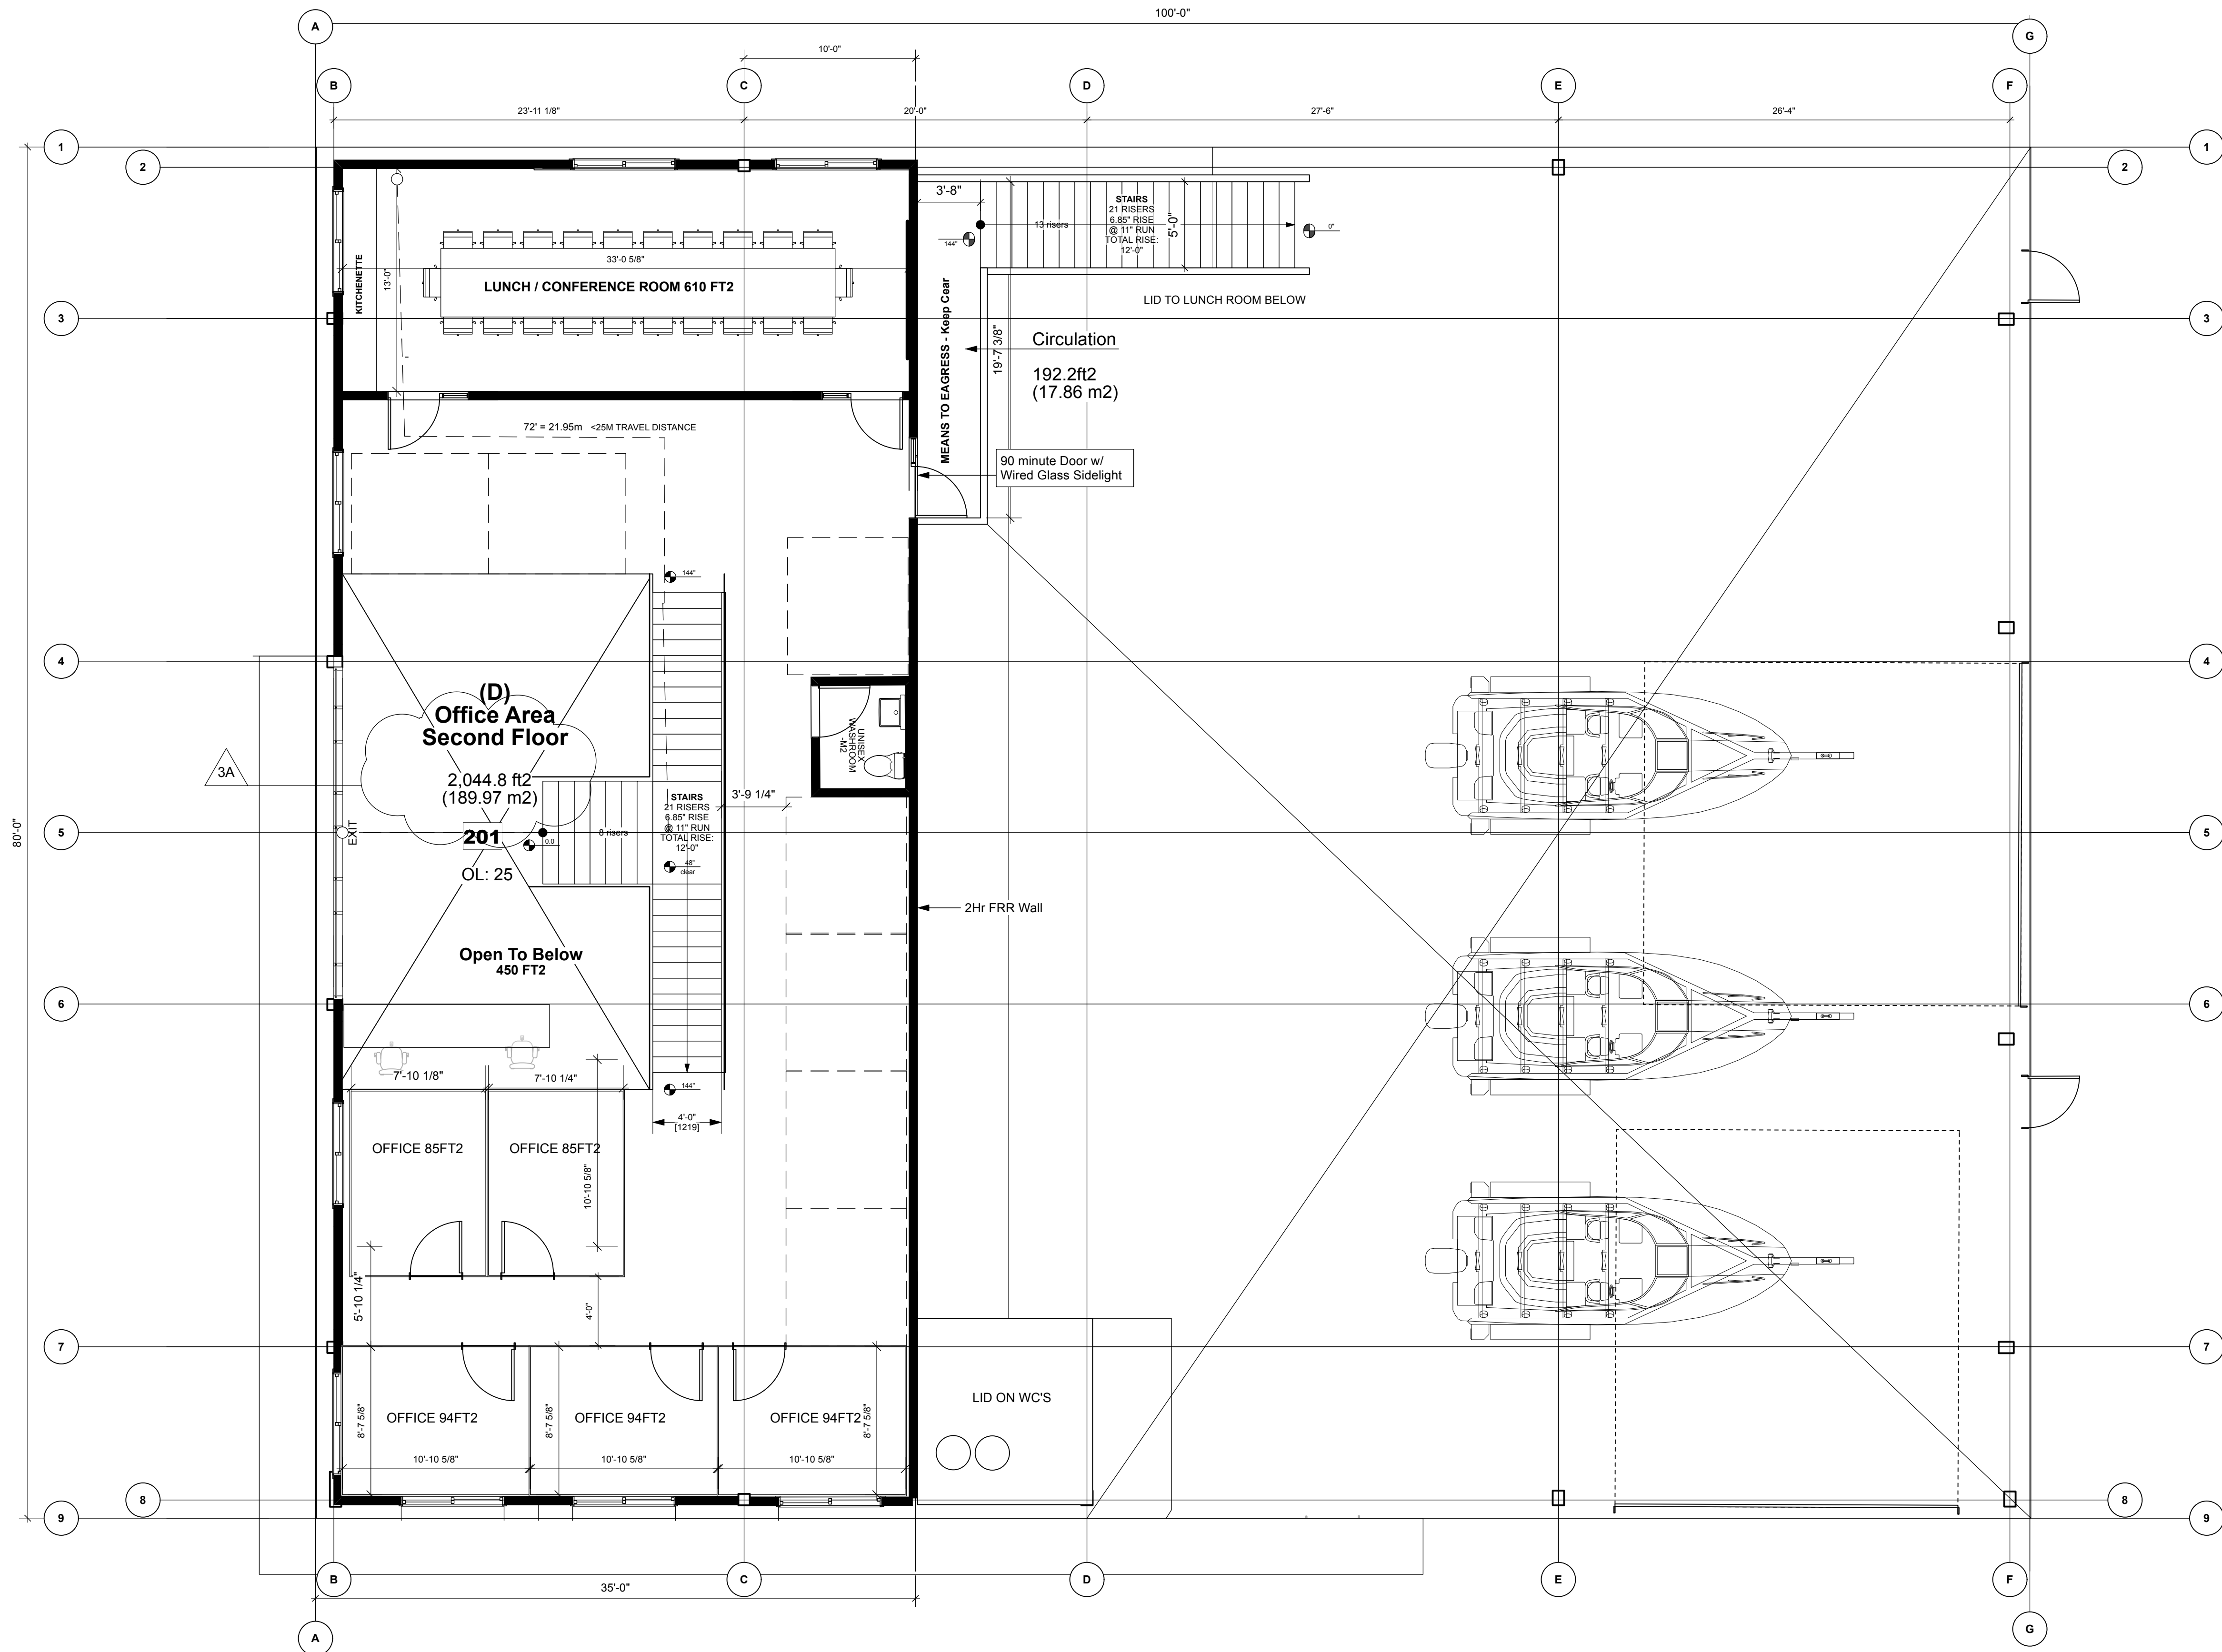 100'-0"
A
G
10'-0"
B
C
D
E
F
23'-11 1/8"
20'-0"
27'-6"
26'-4"
1
1
2
2
3'-8"
STAIRS
21 RISERS
6.85" RISE
@ 11" RUN
TOTAL RISE:
12'-0"
13 risers
5'-0"
144"
0"
KITCHENETTE
13'-0"
33'-0 5/8"
LUNCH / CONFERENCE ROOM 610 FT2
LID TO LUNCH ROOM BELOW
3
3
MEANS TO EAGRESS - Keep Cear
19'-7 3/8"
Circulation
192.2ft2
(17.86 m2)
72' = 21.95m <25M TRAVEL DISTANCE
90 minute Door w/
Wired Glass Sidelight
144"
4
4
(D)
Office Area
Second Floor
2,044.8 ft2
(189.97 m2)
3A
UNISEX
WASHROOM
-M2
STAIRS
21 RISERS
6.85" RISE
@ 11" RUN
TOTAL RISE:
12'-0"
3'-9 1/4"
80'-0"
5
5
EXIT
201
0.0
8 risers
48"
clear
OL: 25
2Hr FRR Wall
Open To Below
450 FT2
6
6
7'-10 1/8"
7'-10 1/4"
144"
4'-0"
[1219]
OFFICE 85FT2
OFFICE 85FT2
10'-10 5/8"
5'-10 1/4"
4'-0"
7
7
8'-7 5/8"
OFFICE 94FT2
8'-7 5/8"
OFFICE 94FT2
OFFICE 94FT2
8'-7 5/8"
10'-10 5/8"
10'-10 5/8"
10'-10 5/8"
LID ON WC'S
8
8
9
9
B
C
D
E
F
35'-0"
A
G